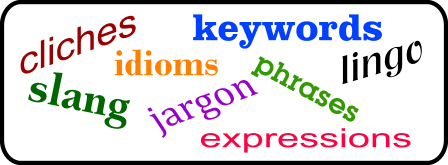 cliches
keywords
lingo
idioms
phrases
slang
jargon
expressions